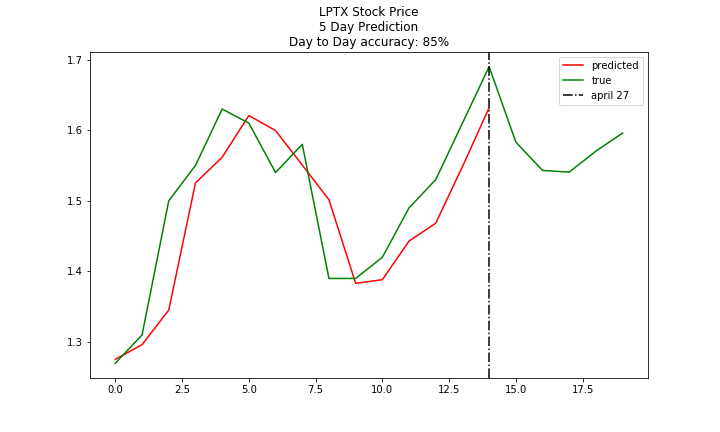 LPTX Stock Price
5 Day Prediction
Day to Day accuracy: 85%
predicted
true
april 27
1.7
1.6
1.5
1.4
1.3
0.0 2.5 5.0 7.5 10.0 12.5 15.0 17.5